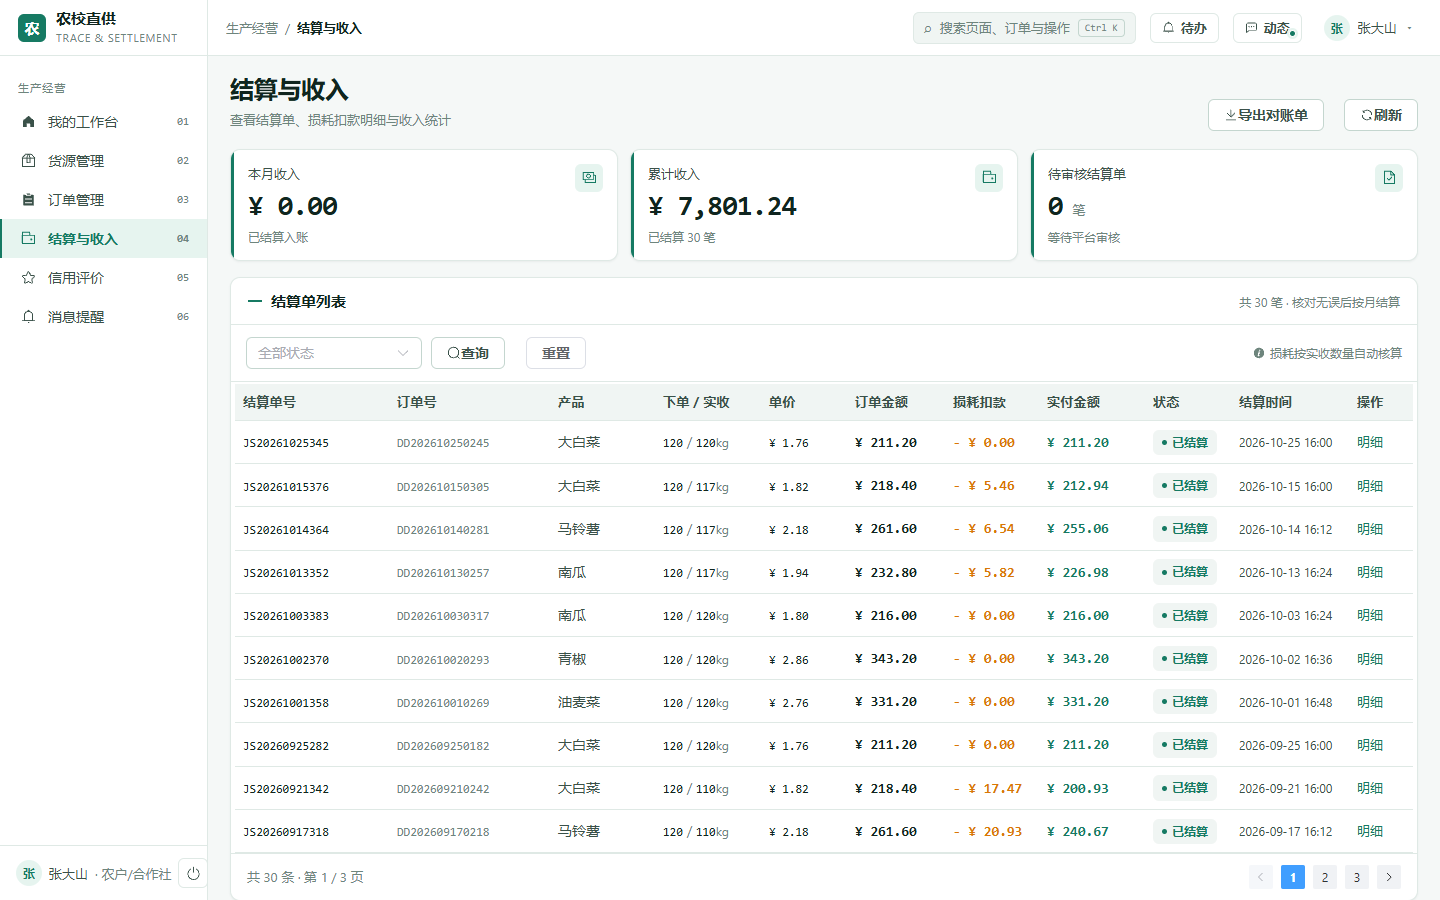 农 农校直供
TRACE & SETTLEMENT
生产经营 / 结算与收入
搜索页面、订单与操作 Ctrl K
待办
动态
张 张大山
生产经营
我的工作台 01
货源管理 02
订单管理 03
结算与收入 04
信用评价 05
消息提醒 06
张 张大山 · 农户/合作社
结算与收入
查看结算单、损耗扣款明细与收入统计
导出对账单
刷新
本月收入
¥ 0.00
已结算入账
累计收入
¥ 7,801.24
已结算 30 笔
待审核结算单
0 笔
等待平台审核
结算单列表
共 30 笔 · 核对无误后按月结算
全部状态
查询
重置
损耗按实收数量自动核算
结算单号 订单号 产品 下单 / 实收 单价 订单金额 损耗扣款 实付金额 状态 结算时间 操作
JS20261025345 DD202610250245 大白菜 120 / 120kg ¥ 1.76 ¥ 211.20 - ¥ 0.00 ¥ 211.20 已结算 2026-10-25 16:00 明细
JS20261015376 DD202610150305 大白菜 120 / 117kg ¥ 1.82 ¥ 218.40 - ¥ 5.46 ¥ 212.94 已结算 2026-10-15 16:00 明细
JS20261014364 DD202610140281 马铃薯 120 / 117kg ¥ 2.18 ¥ 261.60 - ¥ 6.54 ¥ 255.06 已结算 2026-10-14 16:12 明细
JS20261013352 DD202610130257 南瓜 120 / 117kg ¥ 1.94 ¥ 232.80 - ¥ 5.82 ¥ 226.98 已结算 2026-10-13 16:24 明细
JS20261003383 DD202610030317 南瓜 120 / 120kg ¥ 1.80 ¥ 216.00 - ¥ 0.00 ¥ 216.00 已结算 2026-10-03 16:24 明细
JS20261002370 DD202610020293 青椒 120 / 120kg ¥ 2.86 ¥ 343.20 - ¥ 0.00 ¥ 343.20 已结算 2026-10-02 16:36 明细
JS20261001358 DD202610010269 油麦菜 120 / 120kg ¥ 2.76 ¥ 331.20 - ¥ 0.00 ¥ 331.20 已结算 2026-10-01 16:48 明细
JS20260925282 DD202609250182 大白菜 120 / 120kg ¥ 1.76 ¥ 211.20 - ¥ 0.00 ¥ 211.20 已结算 2026-09-25 16:00 明细
JS20260921342 DD202609210242 大白菜 120 / 110kg ¥ 1.82 ¥ 218.40 - ¥ 17.47 ¥ 200.93 已结算 2026-09-21 16:00 明细
JS20260917318 DD202609170218 马铃薯 120 / 110kg ¥ 2.18 ¥ 261.60 - ¥ 20.93 ¥ 240.67 已结算 2026-09-17 16:12 明细
共 30 条 · 第 1 / 3 页
1 2 3